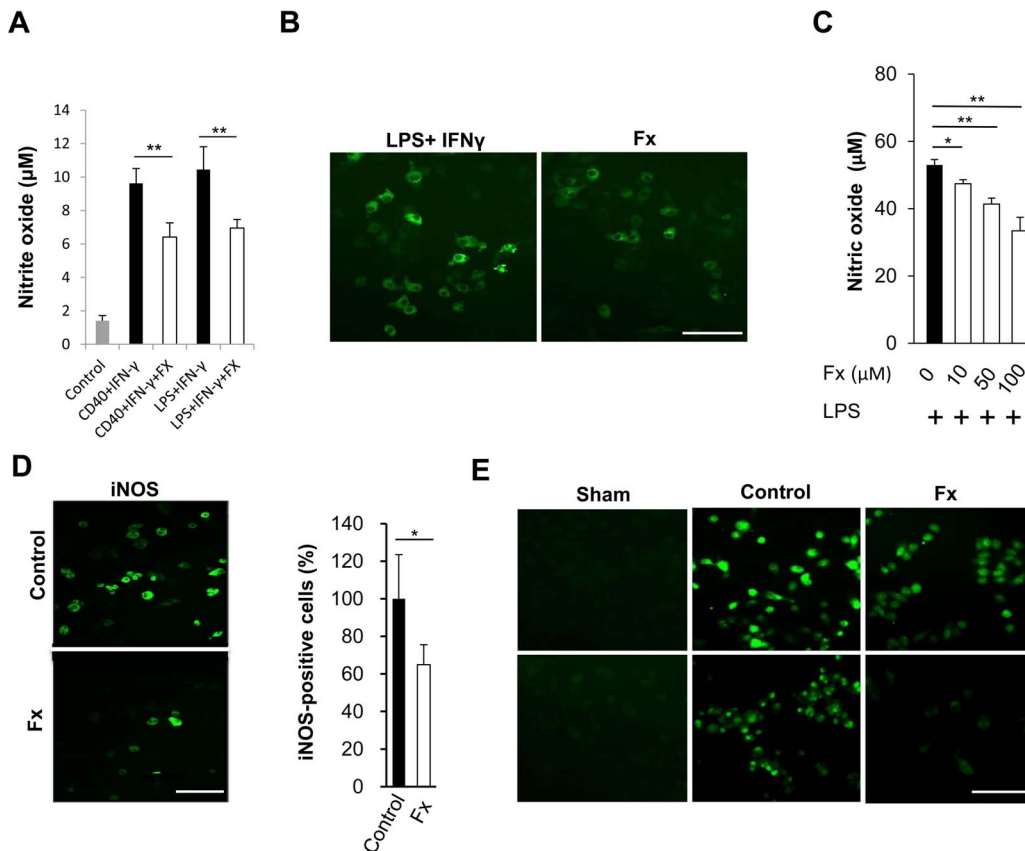 A
Nitrite oxide (µM)
14
12
10
8
6
4
2
0
**
**
Control
CD40+IFN-γ
CD40+IFN-γ+FX
LPS+IFN-γ
LPS+IFN-γ+FX
B
LPS+ IFNγ
Fx
C
Nitric oxide (µM)
80
60
40
20
0
**
**
*
Fx (µM)
0
10
50
100
LPS
+ + + +
D
iNOS
Control
Fx
iNOS-positive cells (%)
140
120
100
80
60
40
20
0
*
Control
Fx
E
Sham
Control
Fx